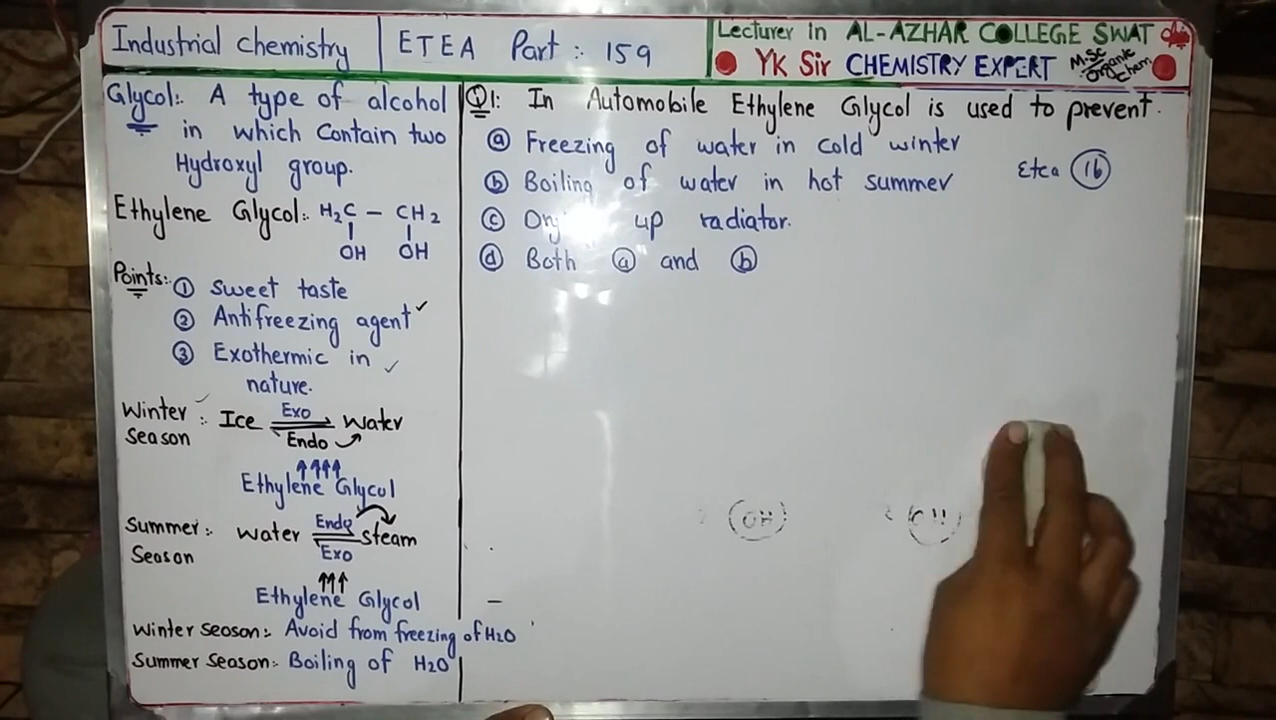 Industrial chemistry
ETEA Part :- 159
Lecturer in AL-AZHAR COLLEGE SWAT
YK Sir CHEMISTRY EXPERT
M.Sc
Organic
Chem.
Glycol:. A type of alcohol
in which Contain two
Hydroxyl group.
Ethylene Glycol:. H₂C – CH₂
OH OH
Points:-
① Sweet taste
② Antifreezing agent ✓
③ Exothermic in ✓
nature.
Winter :- Ice Exo Water
Season Endo
↑↑↑↑
Ethylene Glycol
Summer:- Water Endo steam
Season Exo
↑↑↑
Ethylene Glycol
Winter Seoson:- Avoid from freezing of H2O
Summer Season:- Boiling of H2O
Q1: In Automobile Ethylene Glycol is used to prevent.
ⓐ Freezing of water in cold winter
Etea 16
ⓑ Boiling of water in hot summer
ⓒ up radiator.
ⓓ Both ⓐ and ⓑ
OH